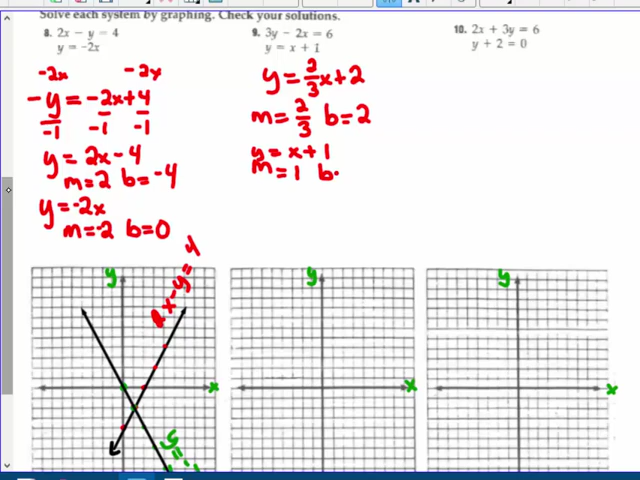 Solve each system by graphing. Check your solutions.
8. 2x − y = 4
y = −2x
-2x -2x
-y = -2x+4
-1 -1 -1
y = 2x-4
m=2 b=-4
y=-2x
m=-2 b=0
9. 3y − 2x = 6
y = x + 1
y = 2/3x+2
m = 2/3 b=2
y = x+1
m = 1 b
10. 2x + 3y = 6
y + 2 = 0
y
2x-y=4
x
y
x
y
x